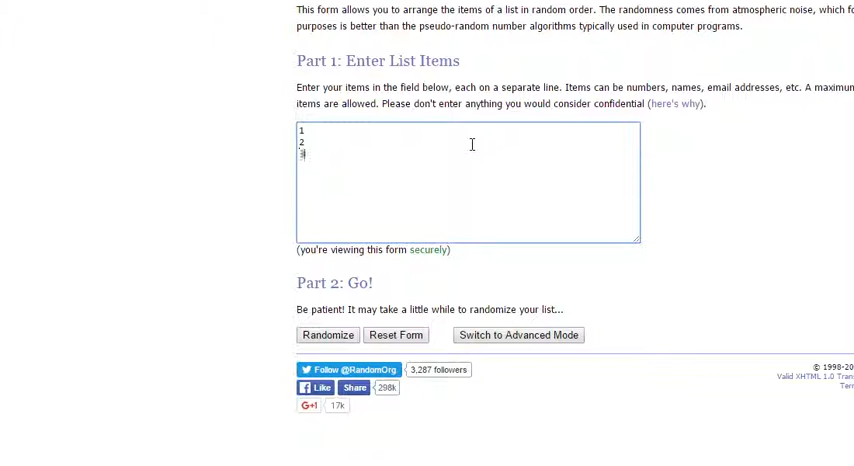 This form allows you to arrange the items of a list in random order. The randomness comes from atmospheric noise, which
purposes is better than the pseudo-random number algorithms typically used in computer programs.
Part 1: Enter List Items
Enter your items in the field below, each on a separate line. Items can be numbers, names, email addresses, etc. A maximum
items are allowed. Please don't enter anything you would consider confidential (here's why).
1
2
3
(you're viewing this form securely)
Part 2: Go!
Be patient! It may take a little while to randomize your list...
Randomize Reset Form Switch to Advanced Mode
Follow @RandomOrg 3,287 followers
© 1998-20
Valid XHTML 1.0 Tran
Like Share 298k
Terr
G+1 17k